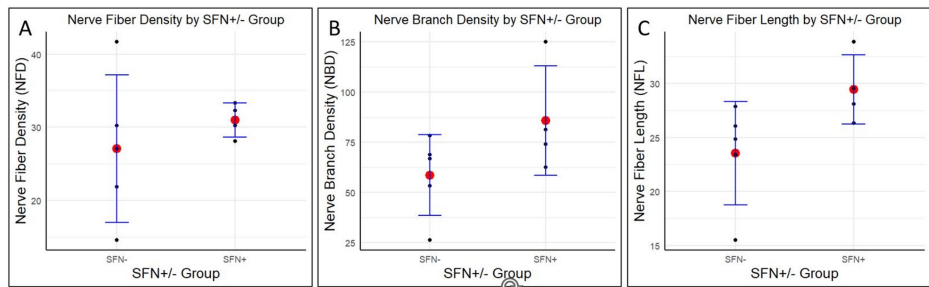 A
Nerve Fiber Density by SFN+/- Group
Nerve Fiber Density (NFD)
40
30
20
SFN-
SFN+
SFN+/- Group
B
Nerve Branch Density by SFN+/- Group
Nerve Branch Density (NBD)
125
100
75
50
25
SFN-
SFN+
SFN+/- Group
C
Nerve Fiber Length by SFN+/- Group
Nerve Fiber Length (NFL)
30
25
20
15
SFN-
SFN+
SFN+/- Group